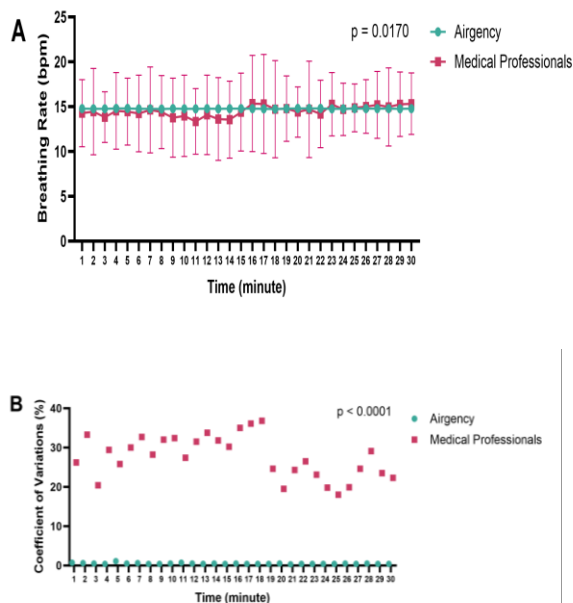 A
p = 0.0170
Airgency
Medical Professionals
Breathing Rate (bpm)
25
20
15
10
5
0
1 2 3 4 5 6 7 8 9 10 11 12 13 14 15 16 17 18 19 20 21 22 23 24 25 26 27 28 29 30
Time (minute)
B
p < 0.0001
Airgency
Medical Professionals
Coefficient of Variations (%)
40
30
20
10
0
1 2 3 4 5 6 7 8 9 10 11 12 13 14 15 16 17 18 19 20 21 22 23 24 25 26 27 28 29 30
Time (minute)